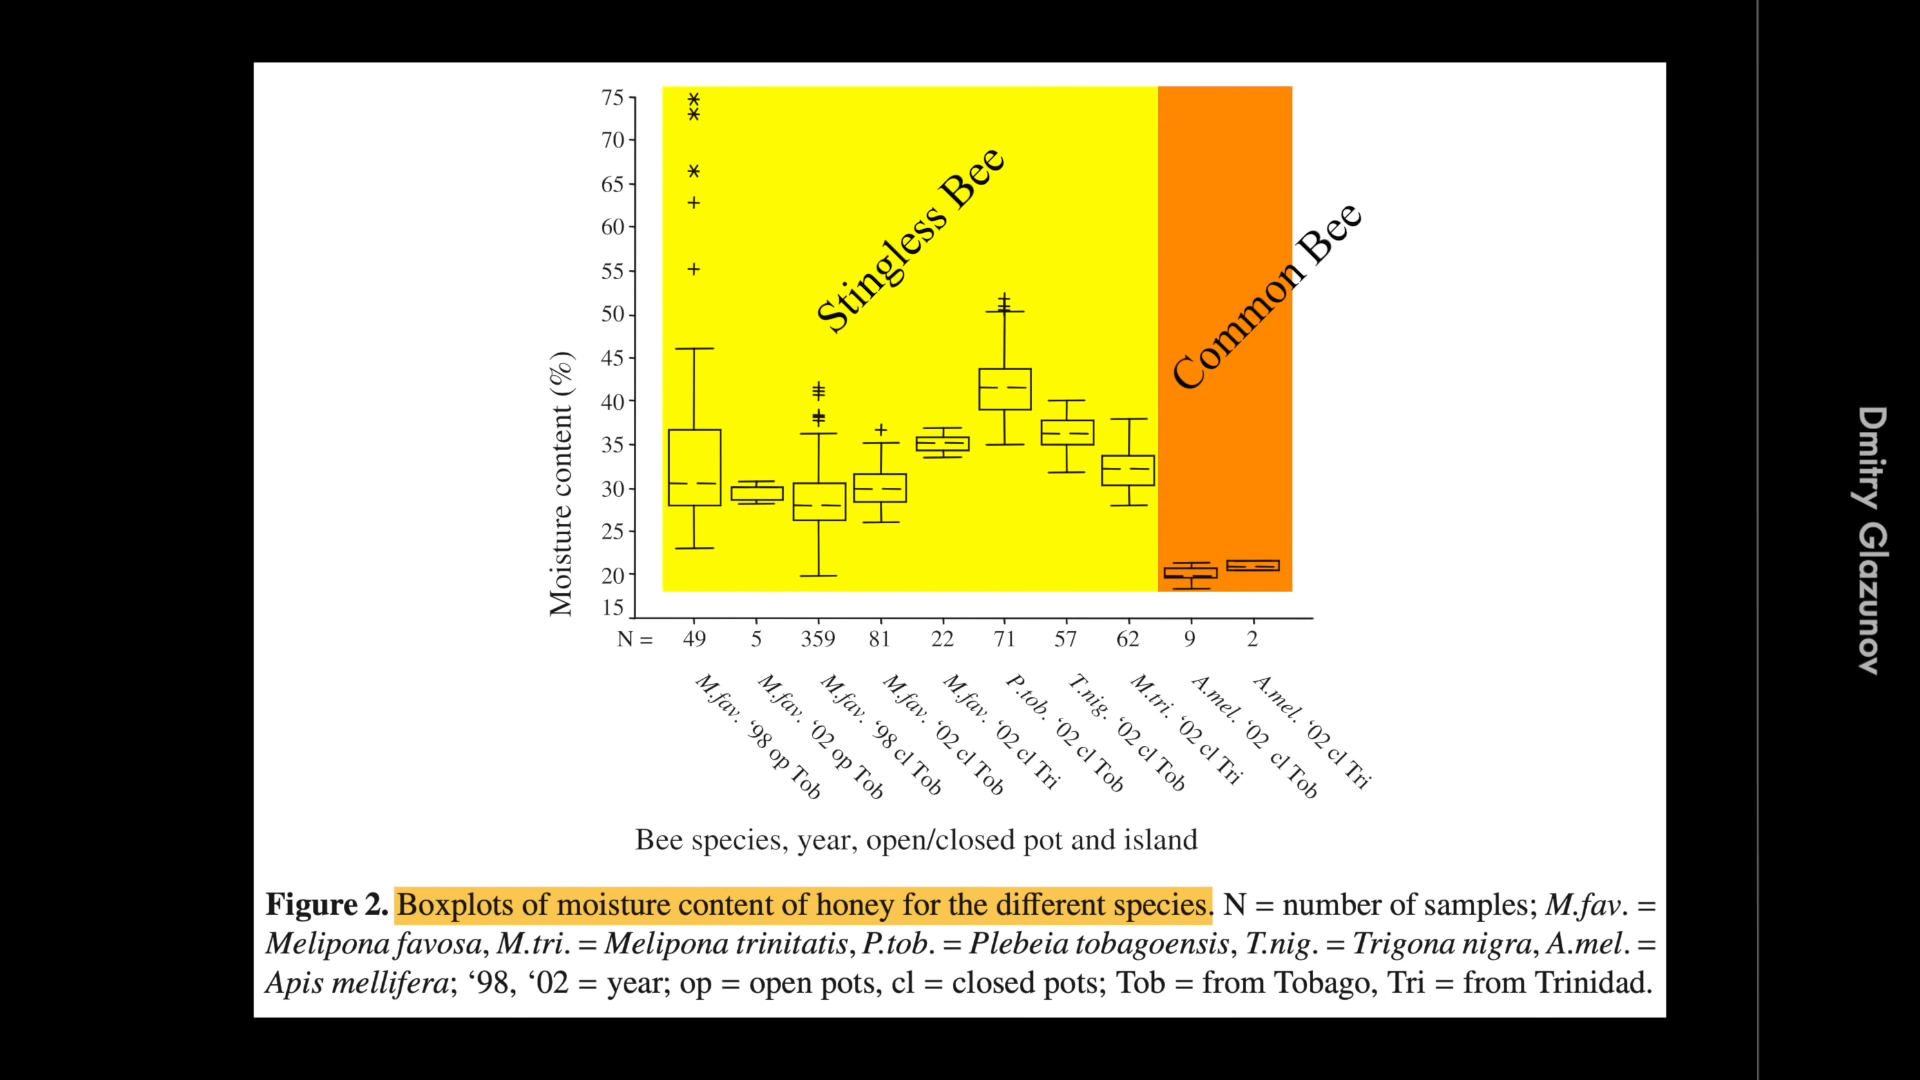 75
70
65
60
55
50
45
40
35
30
25
20
15
Moisture content (%)
Stingless Bee
Common Bee
N = 49 5 359 81 22 71 57 62 9 2
M.fav. ‘98 op Tob
M.fav. ‘02 op Tob
M.fav. ‘98 cl Tob
M.fav. ‘02 cl Tob
M.fav. ‘02 cl Tri
P.tob. ‘02 cl Tob
T.nig. ‘02 cl Tob
M.tri. ‘02 cl Tri
A.mel. ‘02 cl Tob
A.mel. ‘02 cl Tri
Bee species, year, open/closed pot and island
Figure 2. Boxplots of moisture content of honey for the different species. N = number of samples; M.fav. =
Melipona favosa, M.tri. = Melipona trinitatis, P.tob. = Plebeia tobagoensis, T.nig. = Trigona nigra, A.mel. =
Apis mellifera; ‘98, ‘02 = year; op = open pots, cl = closed pots; Tob = from Tobago, Tri = from Trinidad.
Dmitry Glazunov